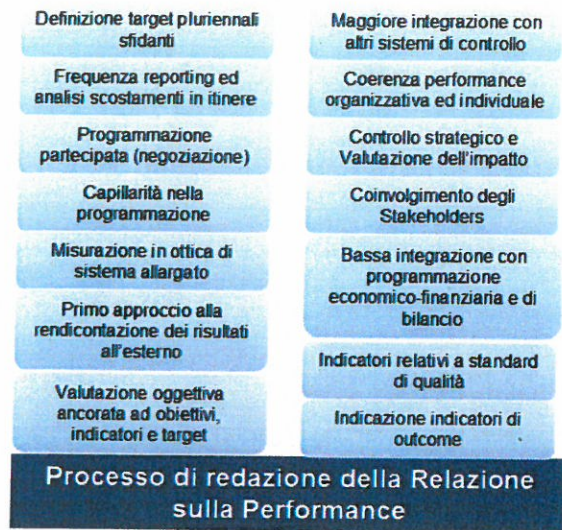 Definizione target pluriennali
sfidanti
Frequenza reporting ed
analisi scostamenti in itinere
Programmazione
partecipata (negoziazione)
Capillarità nella
programmazione
Misurazione in ottica di
sistema allargato
Primo approccio alla
rendicontazione dei risultati
all'esterno
Valutazione oggettiva
ancorata ad obiettivi,
indicatori e target
Maggiore integrazione con
altri sistemi di controllo
Coerenza performance
organizzativa ed individuale
Controllo strategico e
Valutazione dell'impatto
Coinvolgimento degli
Stakeholders
Bassa integrazione con
programmazione
economico-finanziaria e di
bilancio
Indicatori relativi a standard
di qualità
Indicazione indicatori di
outcome
Processo di redazione della Relazione
sulla Performance